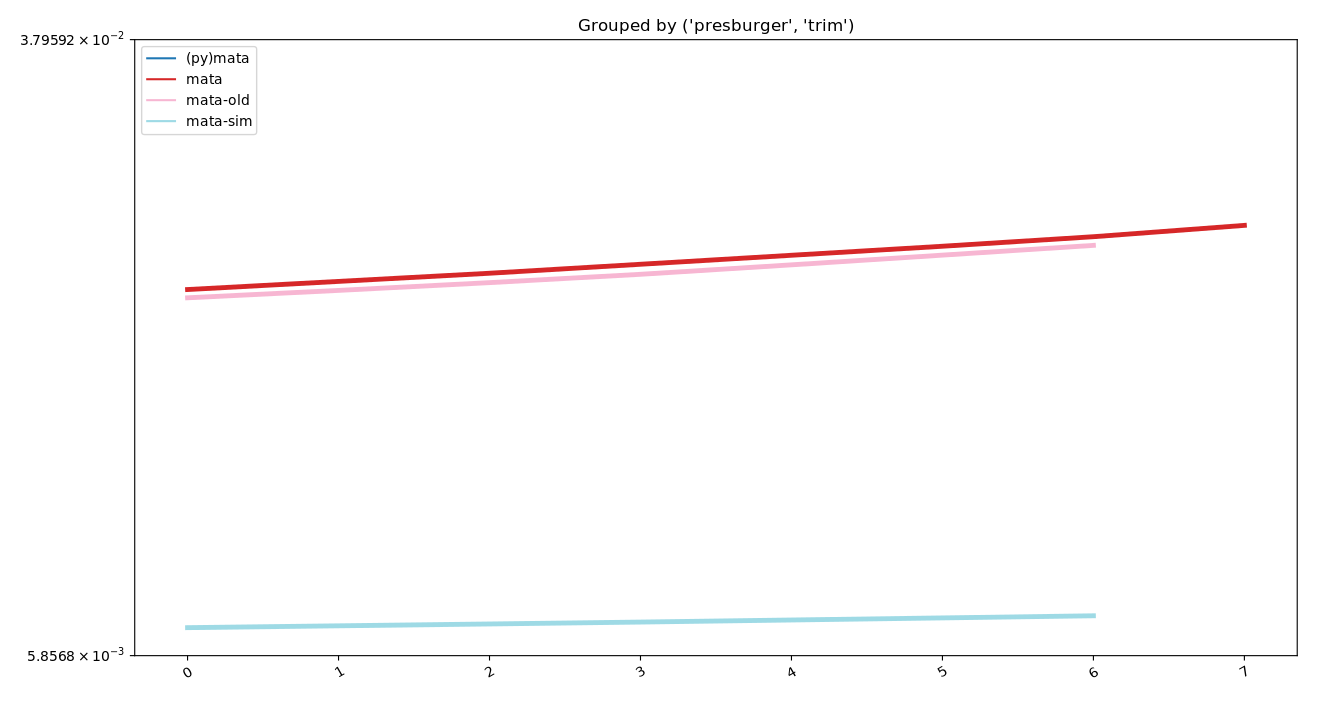 Grouped by ('presburger', 'trim')
3.79592 × 10⁻²
(py)mata
mata
mata-old
mata-sim
5.8568 × 10⁻³
0 1 2 3 4 5 6 7